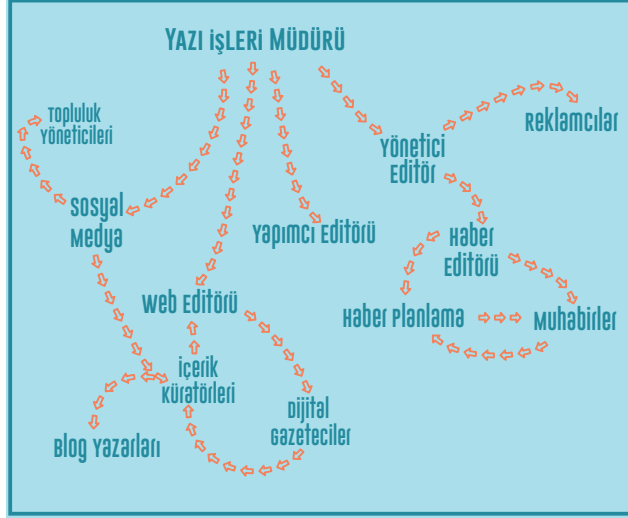 Yazı işleri Müdürü
Topluluk
Yöneticileri
Reklamcılar
Yönetici
Editör
Sosyal
Medya
Yapımcı Editörü
Haber
Editörü
Web Editörü
Haber Planlama
Muhabirler
İçerik
Küratörleri
Dijital
Gazeteciler
Blog Yazarları